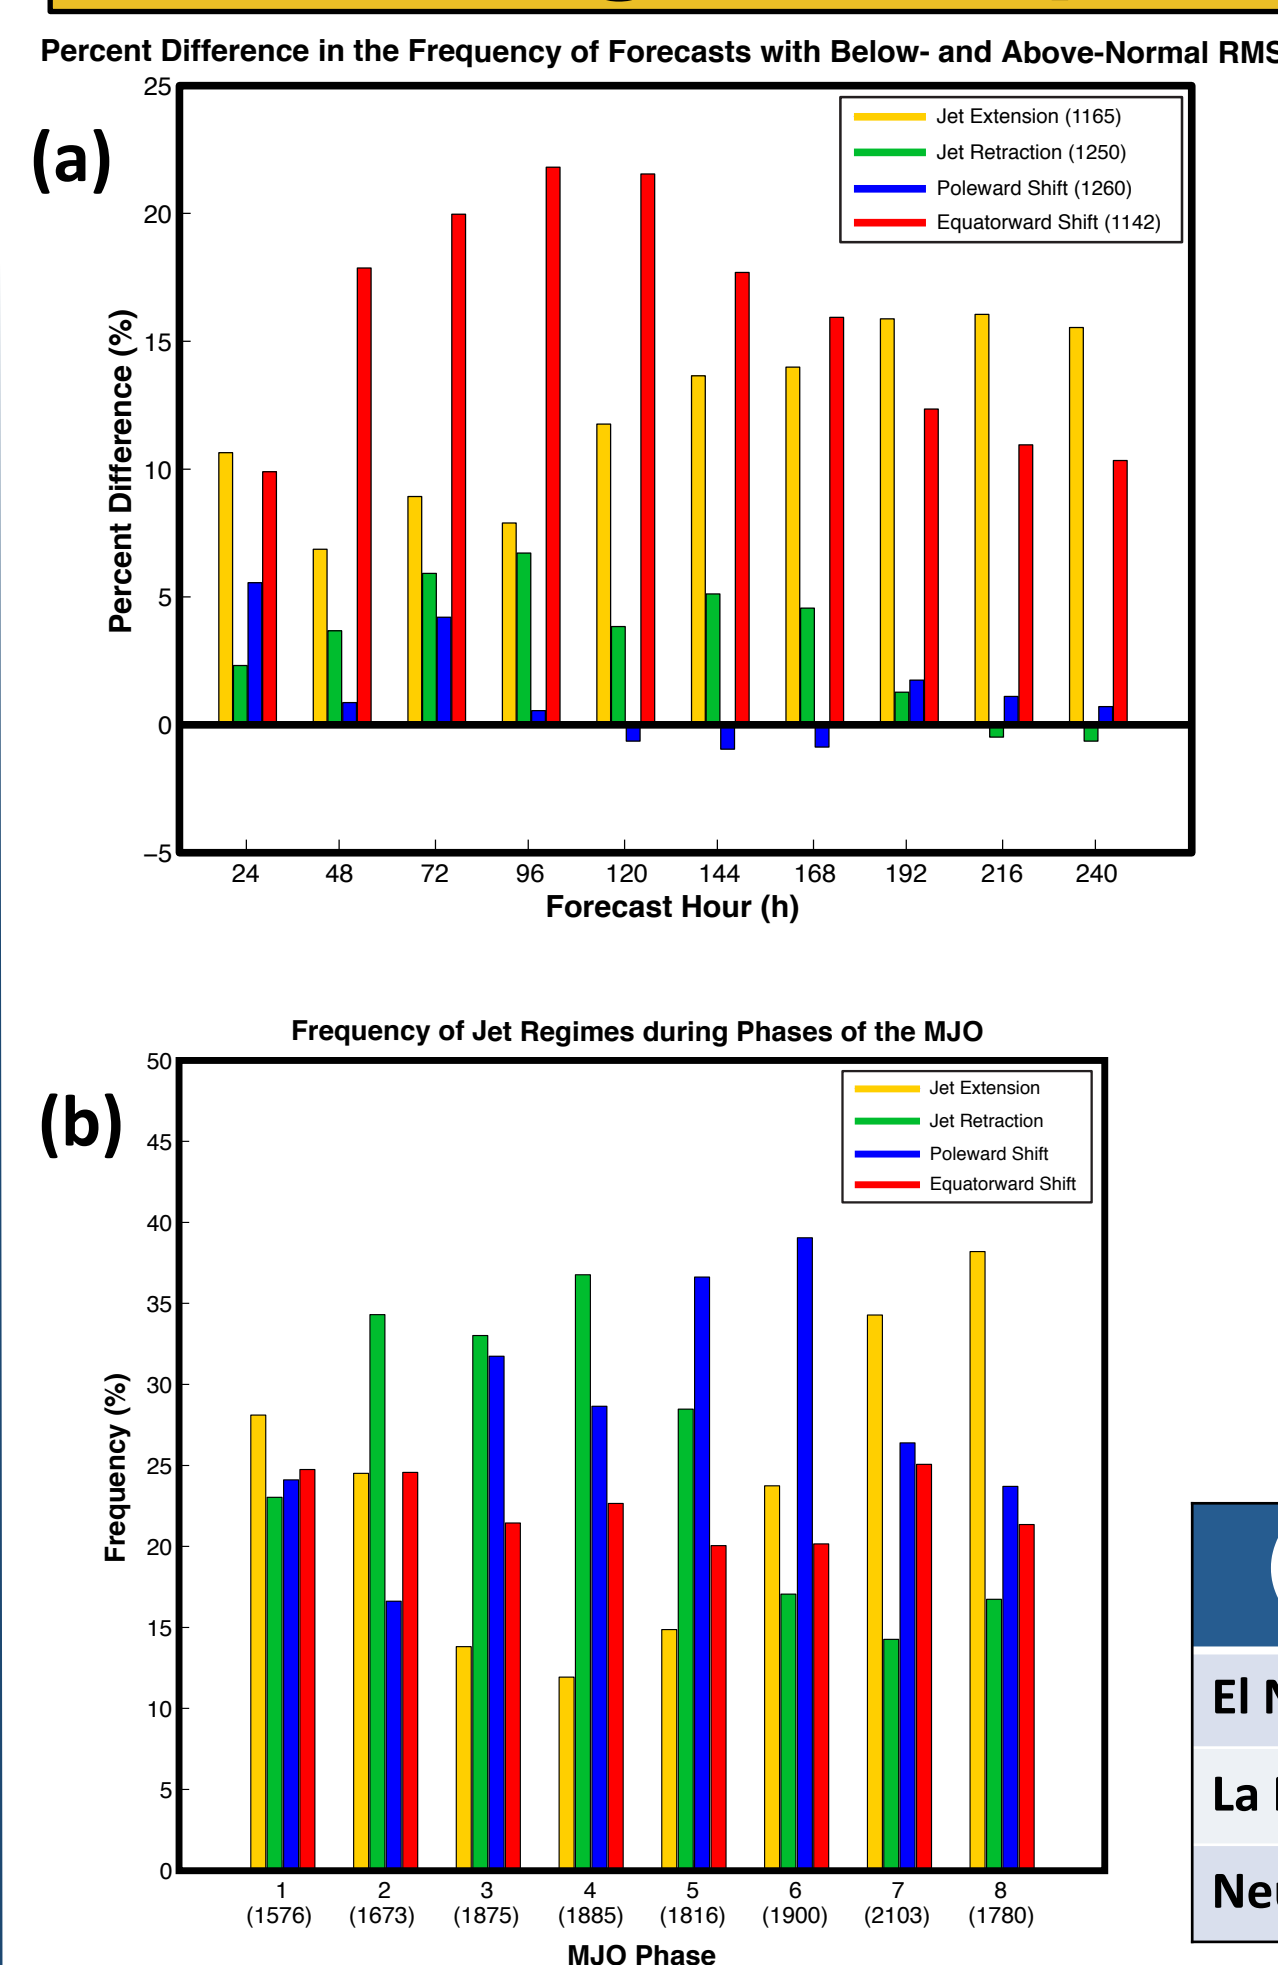 Percent Difference in the Frequency of Forecasts with Below- and Above-Normal RMS
(a)
25
20
15
10
5
0
−5
Percent Difference (%)
Jet Extension (1165)
Jet Retraction (1250)
Poleward Shift (1260)
Equatorward Shift (1142)
24 48 72 96 120 144 168 192 216 240
Forecast Hour (h)
Frequency of Jet Regimes during Phases of the MJO
(b)
50
45
40
35
30
25
20
15
10
5
0
Frequency (%)
Jet Extension
Jet Retraction
Poleward Shift
Equatorward Shift
1 2 3 4 5 6 7 8
(1576) (1673) (1875) (1885) (1816) (1900) (2103) (1780)
MJO Phase
El
La